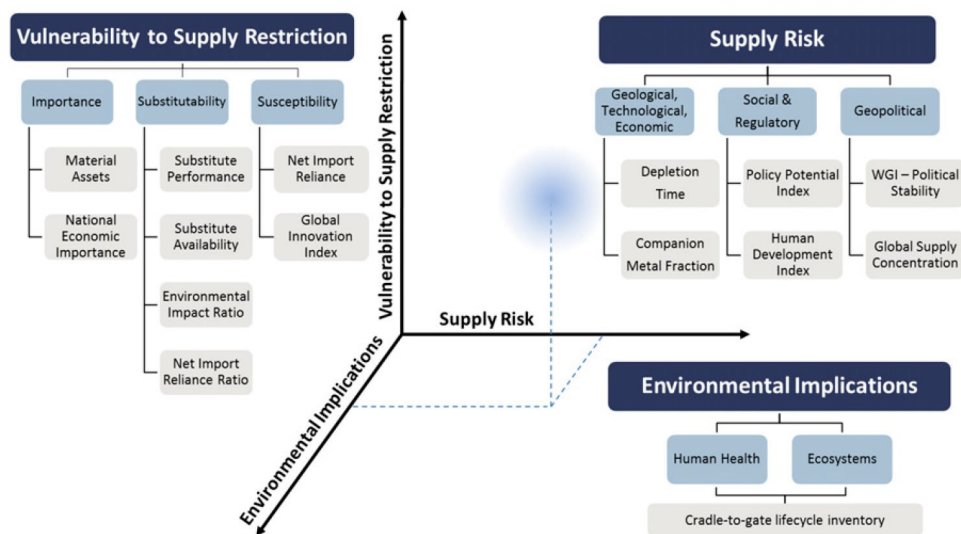 Vulnerability to Supply Restriction
Importance
Substitutability
Susceptibility
Material
Assets
National
Economic
Importance
Substitute
Performance
Substitute
Availability
Environmental
Impact Ratio
Net Import
Reliance Ratio
Net Import
Reliance
Global
Innovation
Index
Vulnerability to Supply Restriction
Supply Risk
Environmental Implications
Supply Risk
Geological,
Technological,
Economic
Social &
Regulatory
Geopolitical
Depletion
Time
Companion
Metal Fraction
Policy Potential
Index
Human
Development
Index
WGI – Political
Stability
Global Supply
Concentration
Environmental Implications
Human Health
Ecosystems
Cradle-to-gate lifecycle inventory